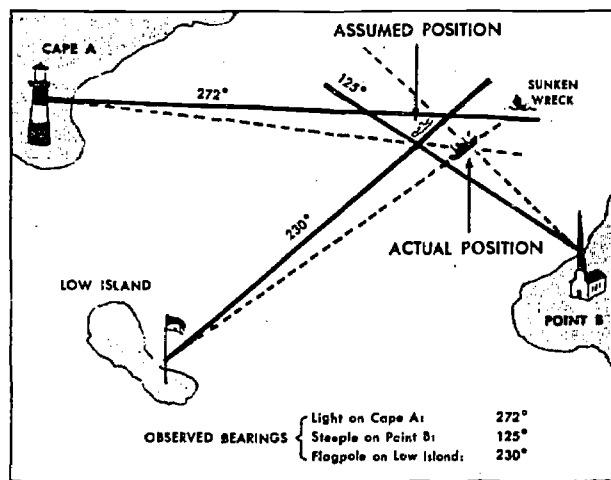 ASSUMED POSITION
CAPE A
272°
125°
SUNKEN
WRECK
230°
ACTUAL POSITION
LOW ISLAND
POINT B
OBSERVED BEARINGS
Light on Cape A: 272°
Steeple on Point B: 125°
Flagpole on Low Island: 230°